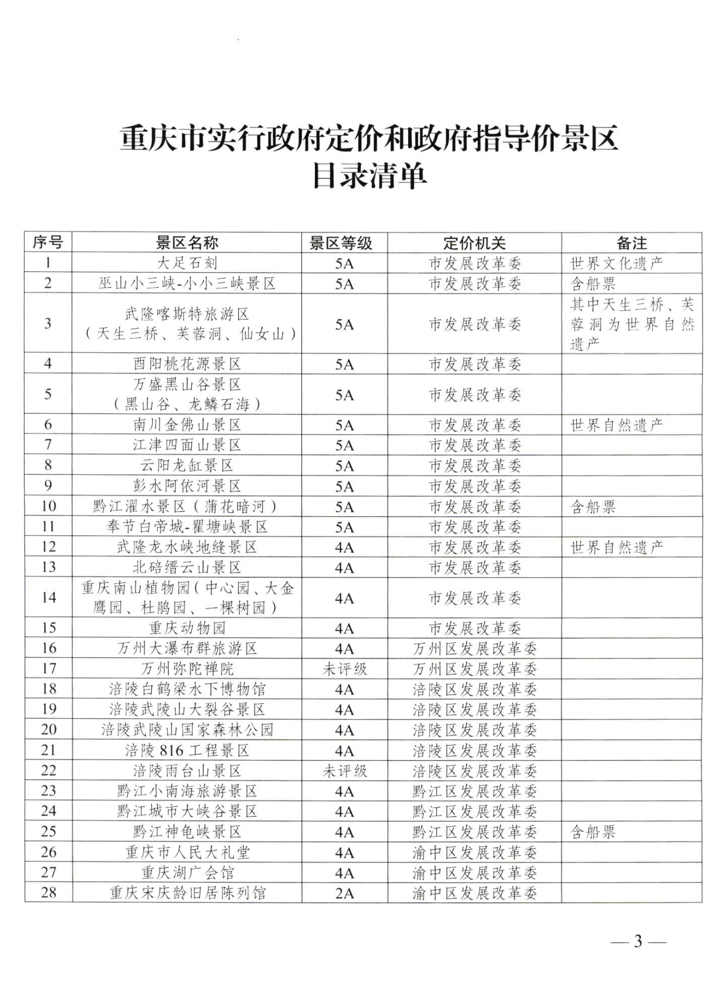 重庆市实行政府定价和政府指导价景区
目录清单
序号 景区名称 景区等级 定价机关 备注
1 大足石刻 5A 市发展改革委 世界文化遗产
2 巫山小三峡-小小三峡景区 5A 市发展改革委 含船票
3 武隆喀斯特旅游区
（天生三桥、芙蓉洞、仙女山） 5A 市发展改革委 其中天生三桥、芙
蓉洞为世界自然
遗产
4 酉阳桃花源景区 5A 市发展改革委
5 万盛黑山谷景区
（黑山谷、龙鳞石海） 5A 市发展改革委
6 南川金佛山景区 5A 市发展改革委 世界自然遗产
7 江津四面山景区 5A 市发展改革委
8 云阳龙缸景区 5A 市发展改革委
9 彭水阿依河景区 5A 市发展改革委
10 黔江濯水景区（蒲花暗河） 5A 市发展改革委 含船票
11 奉节白帝城-瞿塘峡景区 5A 市发展改革委
12 武隆龙水峡地缝景区 4A 市发展改革委 世界自然遗产
13 北碚缙云山景区 4A 市发展改革委
14 重庆南山植物园（中心园、大金
鹰园、杜鹃园、一棵树园） 4A 市发展改革委
15 重庆动物园 4A 市发展改革委
16 万州大瀑布群旅游区 4A 万州区发展改革委
17 万州弥陀禅院 未评级 万州区发展改革委
18 涪陵白鹤梁水下博物馆 4A 涪陵区发展改革委
19 涪陵武陵山大裂谷景区 4A 涪陵区发展改革委
20 涪陵武陵山国家森林公园 4A 涪陵区发展改革委
21 涪陵 816 工程景区 4A 涪陵区发展改革委
22 涪陵雨台山景区 未评级 涪陵区发展改革委
23 黔江小南海旅游景区 4A 黔江区发展改革委
24 黔江城市大峡谷景区 4A 黔江区发展改革委
25 黔江神龟峡景区 4A 黔江区发展改革委 含船票
26 重庆市人民大礼堂 4A 渝中区发展改革委
27 重庆湖广会馆 4A 渝中区发展改革委
28 重庆宋庆龄旧居陈列馆 2A 渝中区发展改革委
— 3 —